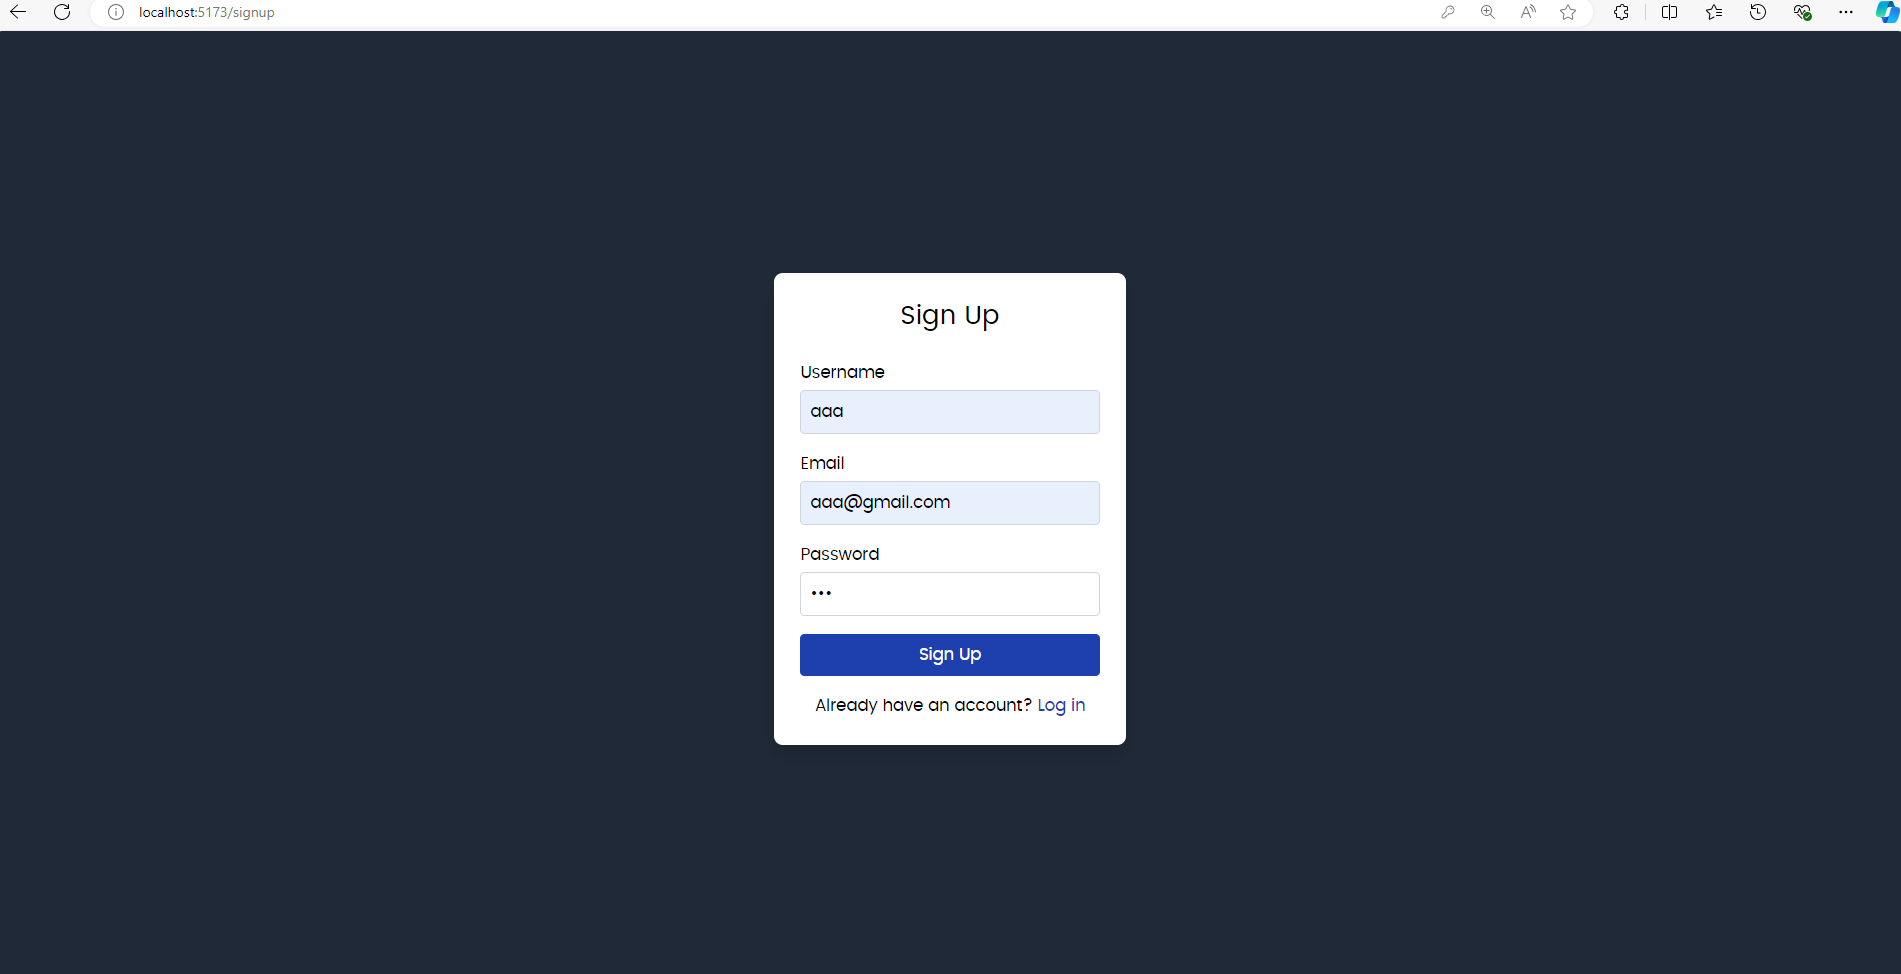 localhost:5173/signup
Sign Up
Username
aaa
Email
aaa@gmail.com
Password
•••
Sign Up
Already have an account? Log in